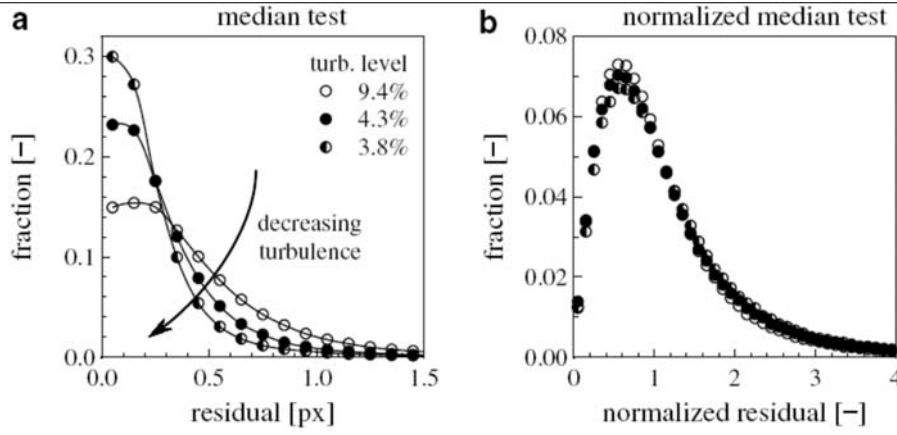 a
median test
fraction [–]
0.3
0.2
0.1
0.0
turb. level
9.4%
4.3%
3.8%
decreasing
turbulence
0.0 0.5 1.0 1.5
residual [px]
b
normalized median test
fraction [–]
0.08
0.06
0.04
0.02
0.00
0 1 2 3 4
normalized residual [–]